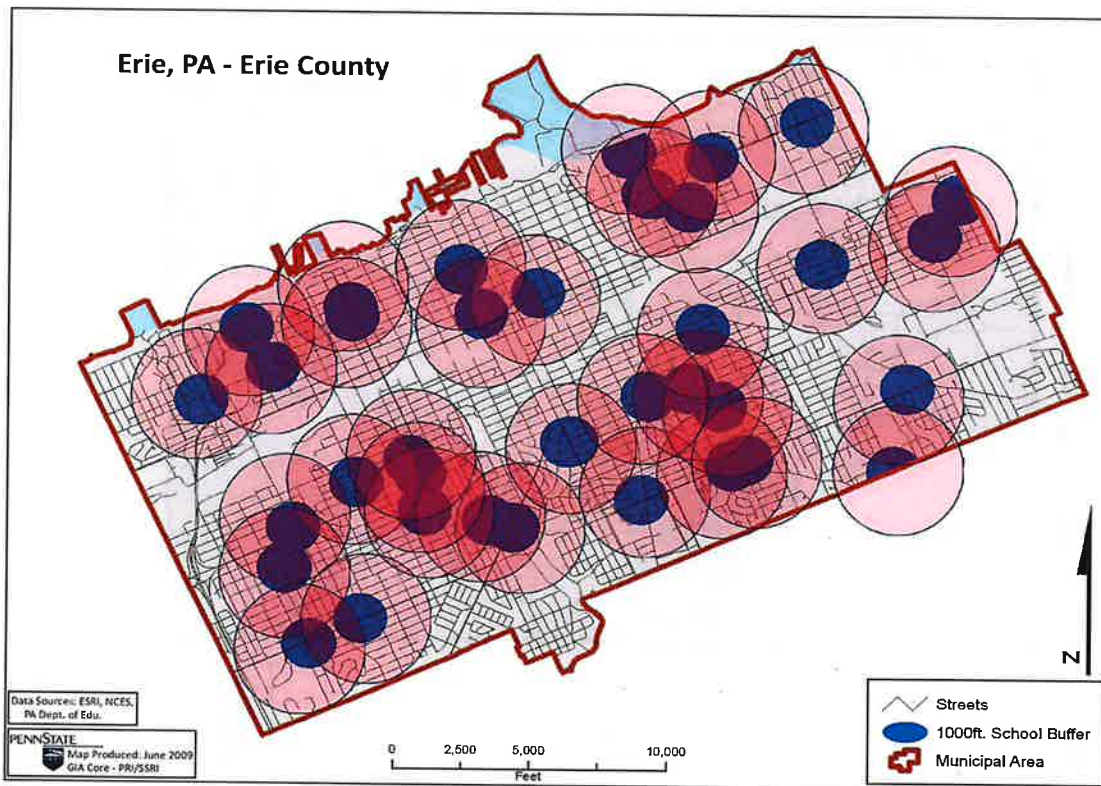 Erie, PA - Erie County
Data Sources: ESRI, NCES,
PA Dept. of Edu.
PENNSTATE
Map Produced: June 2009
GIA Core - PRI/SSRI
0 2,500 5,000 10,000
Feet
N
Streets
1000ft. School Buffer
Municipal Area